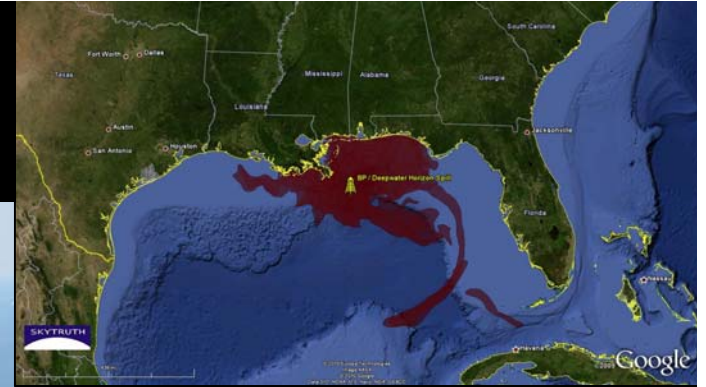 South Carolina
Fort Worth
Dallas
Texas
Mississippi
Alabama
Georgia
Louisiana
Austin
Houston
San Antonio
Jacksonville
BP / Deepwater Horizon Spill
Florida
Nassau
SKYTRUTH
Havana
Google